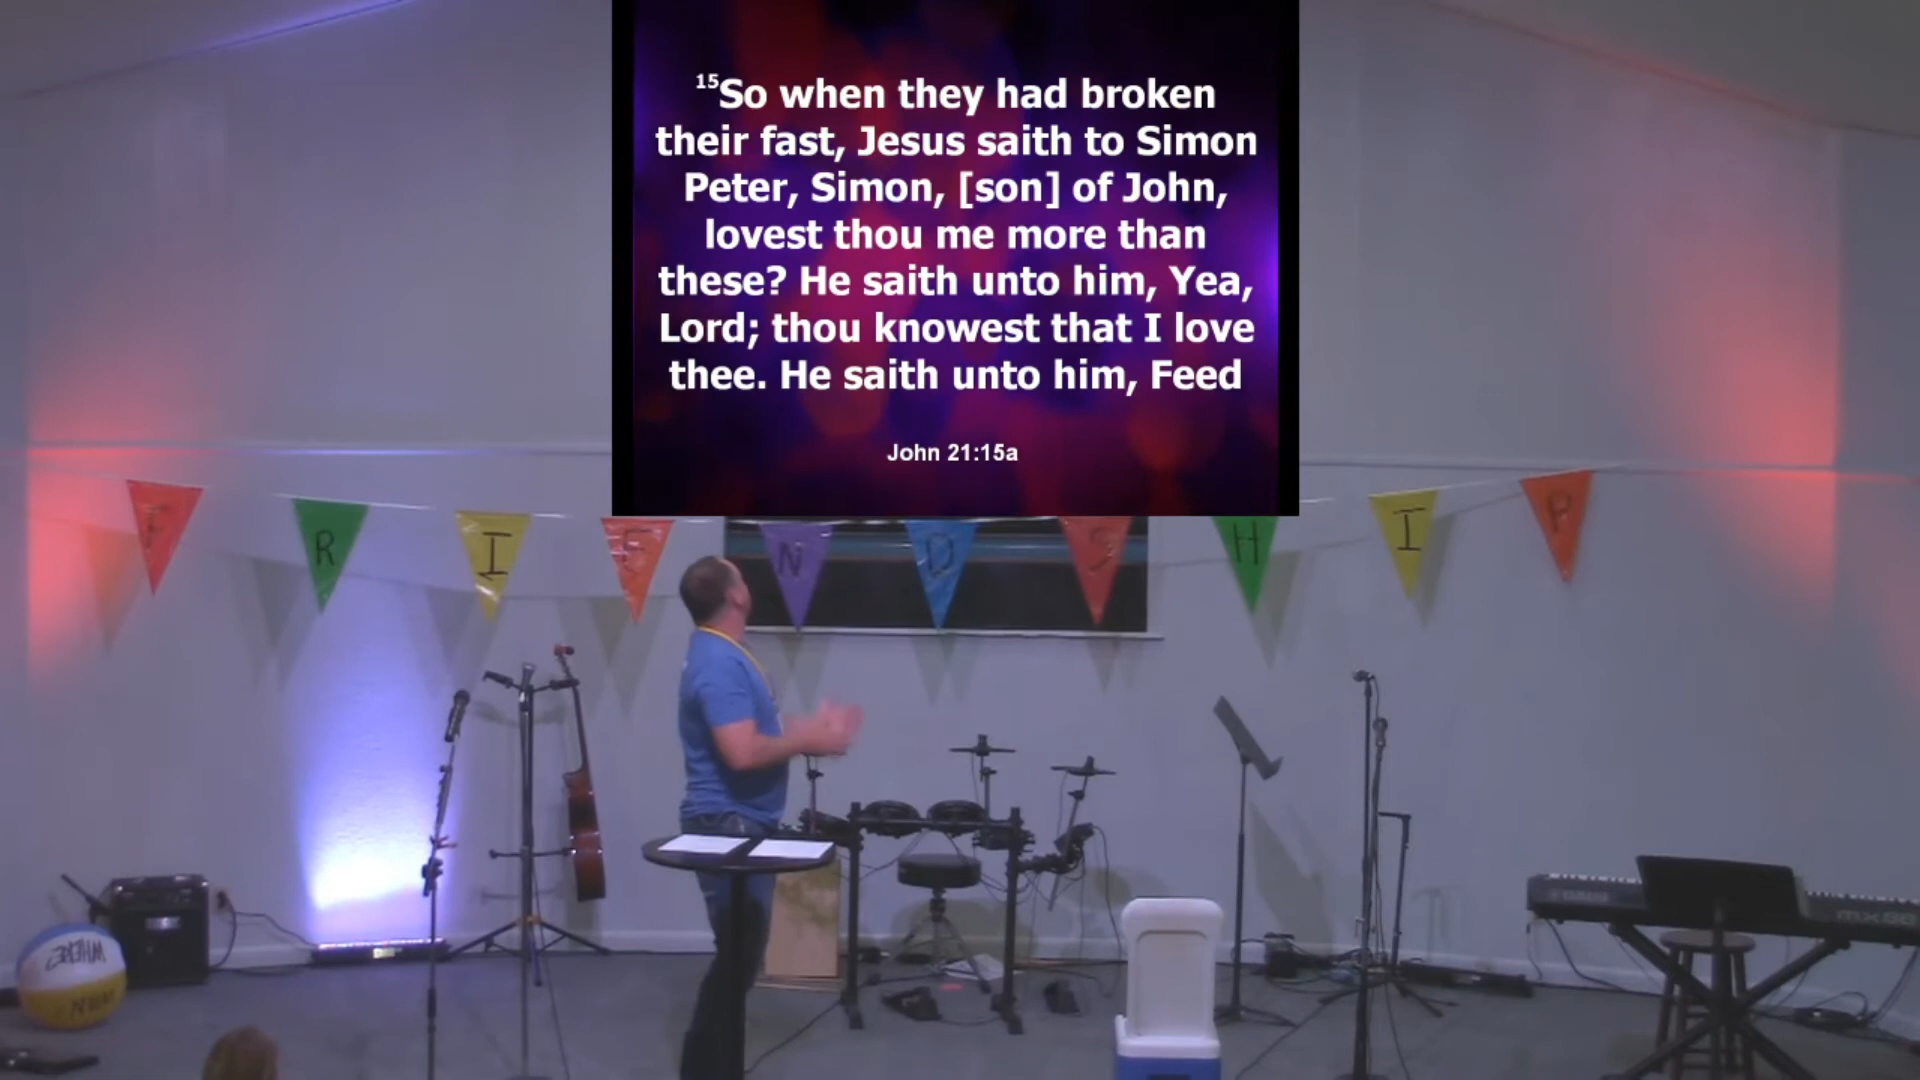 15So when they had broken
their fast, Jesus saith to Simon
Peter, Simon, [son] of John,
lovest thou me more than
these? He saith unto him, Yea,
Lord; thou knowest that I love
thee. He saith unto him, Feed
John 21:15a
F R I E N D S H I P
WHERE
YAMAHA